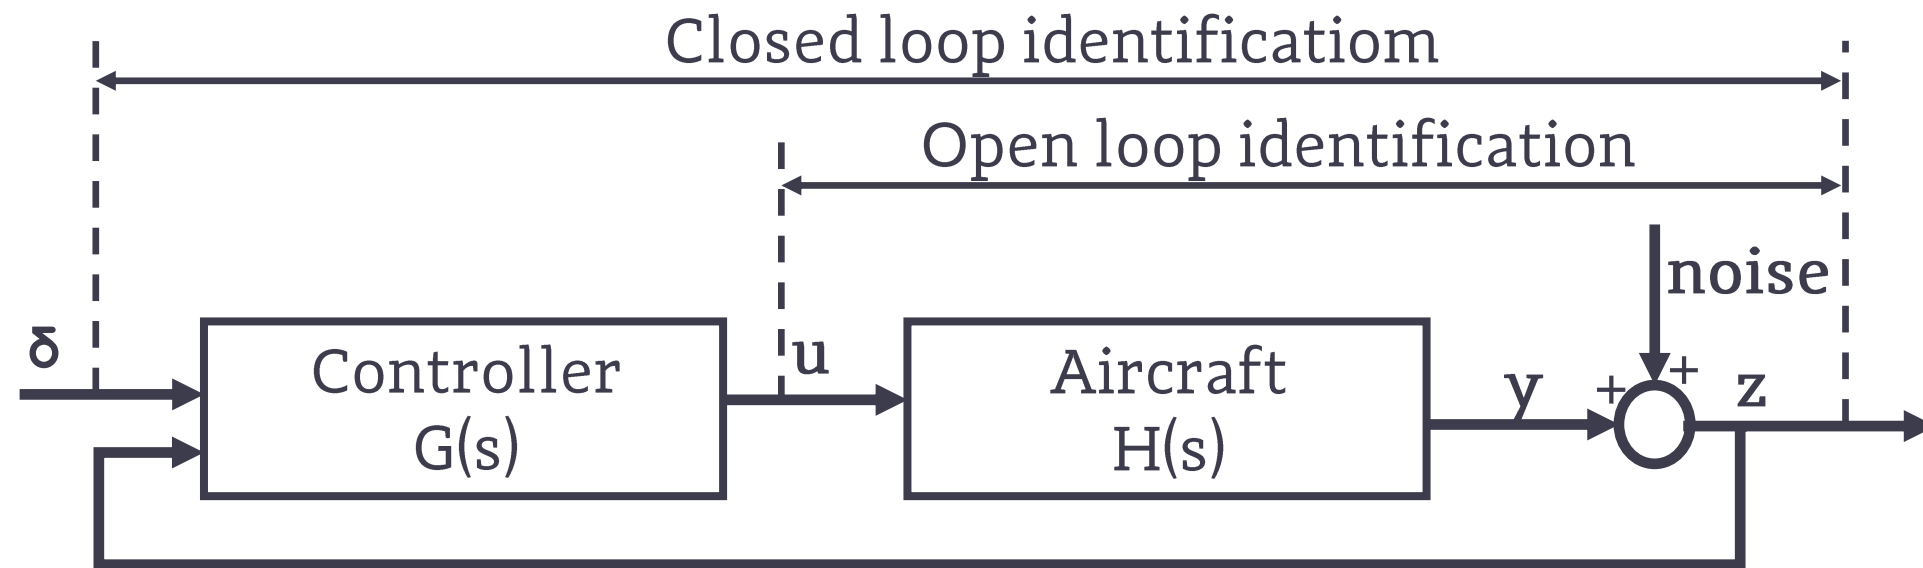 Closed loop identificatiom
Open loop identification
noise
δ
Controller
G(s)
u
Aircraft
H(s)
y
+
+
z